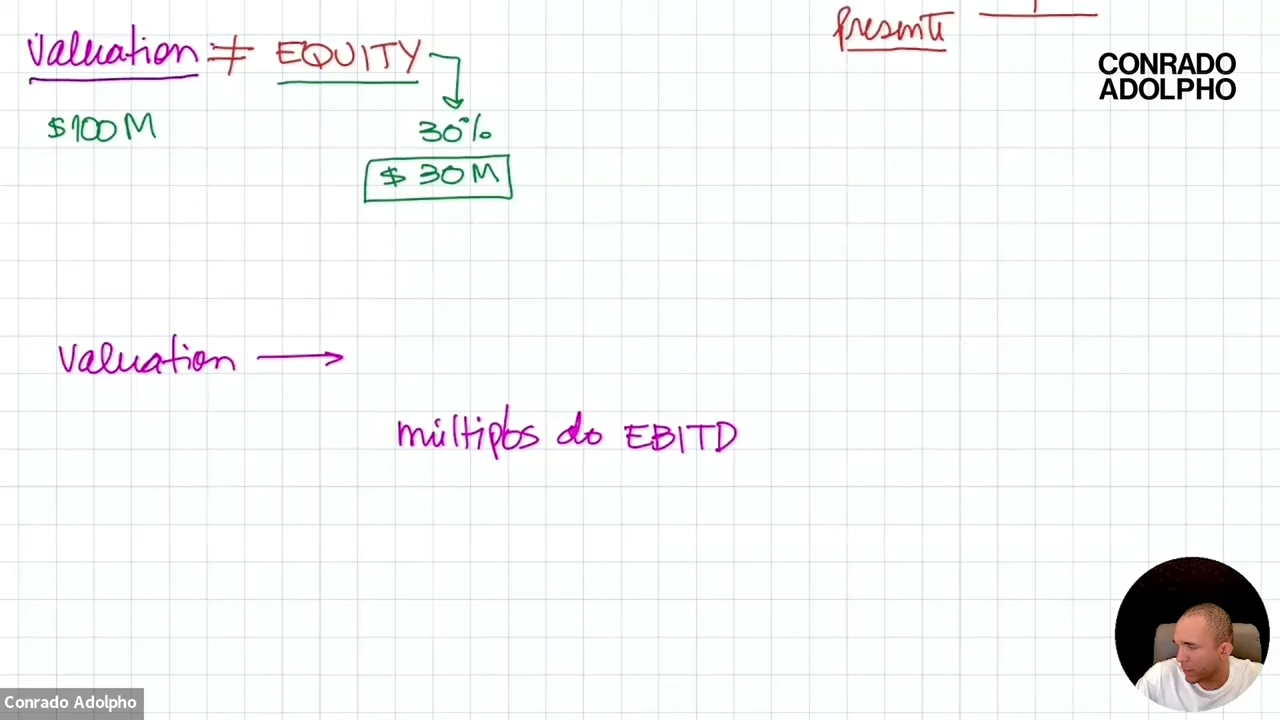 Presente
Valuation ≠ EQUITY
CONRADO
ADOLPHO
$100M
30%
$ 30M
Valuation →
múltiplos do EBITD
Conrado Adolpho